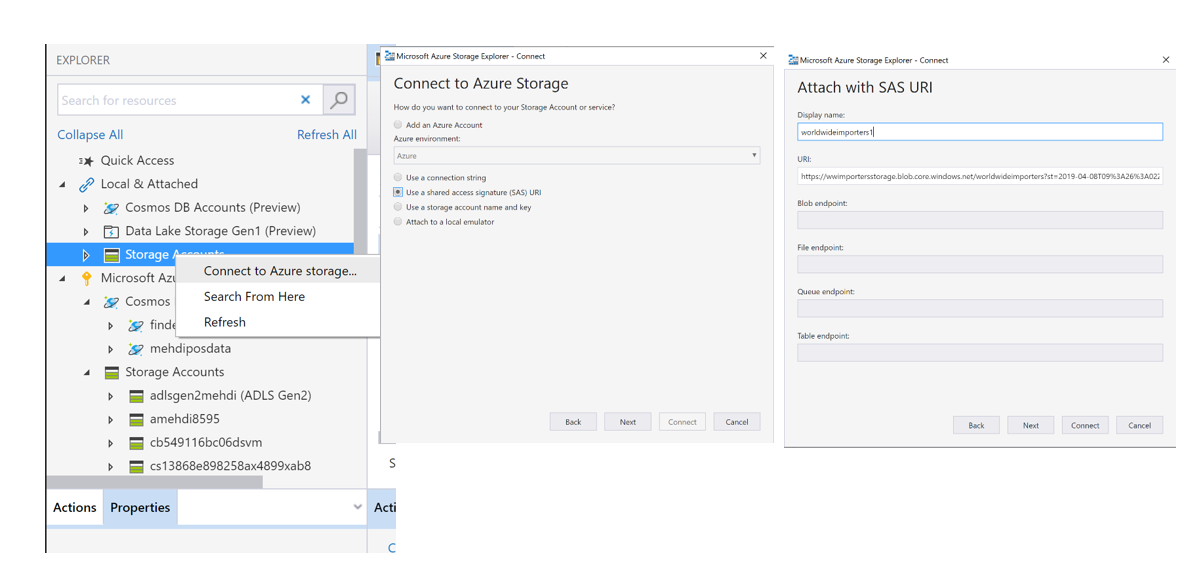 EXPLORER
Search for resources
Collapse All
Refresh All
Quick Access
Local & Attached
Cosmos DB Accounts (Preview)
Data Lake Storage Gen1 (Preview)
Storage Accounts
Microsoft Azu
Cosmos
finde
mehdiposdata
Storage Accounts
adlsgen2mehdi (ADLS Gen2)
amehdi8595
cb549116bc06dsvm
cs13868e898258ax4899xab8
Actions
Properties
Connect to Azure storage...
Search From Here
Refresh
S
Acti
C
Microsoft Azure Storage Explorer - Connect
Connect to Azure Storage
How do you want to connect to your Storage Account or service?
Add an Azure Account
Azure environment:
Azure
Use a connection string
Use a shared access signature (SAS) URI
Use a storage account name and key
Attach to a local emulator
Back
Next
Connect
Cancel
Microsoft Azure Storage Explorer - Connect
Attach with SAS URI
Display name:
worldwideimporters1
URI:
https://wwimportersstorage.blob.core.windows.net/worldwideimporters?st=2019-04-08T09%3A26%3A02
Blob endpoint:
File endpoint:
Queue endpoint:
Table endpoint:
Back
Next
Connect
Cancel